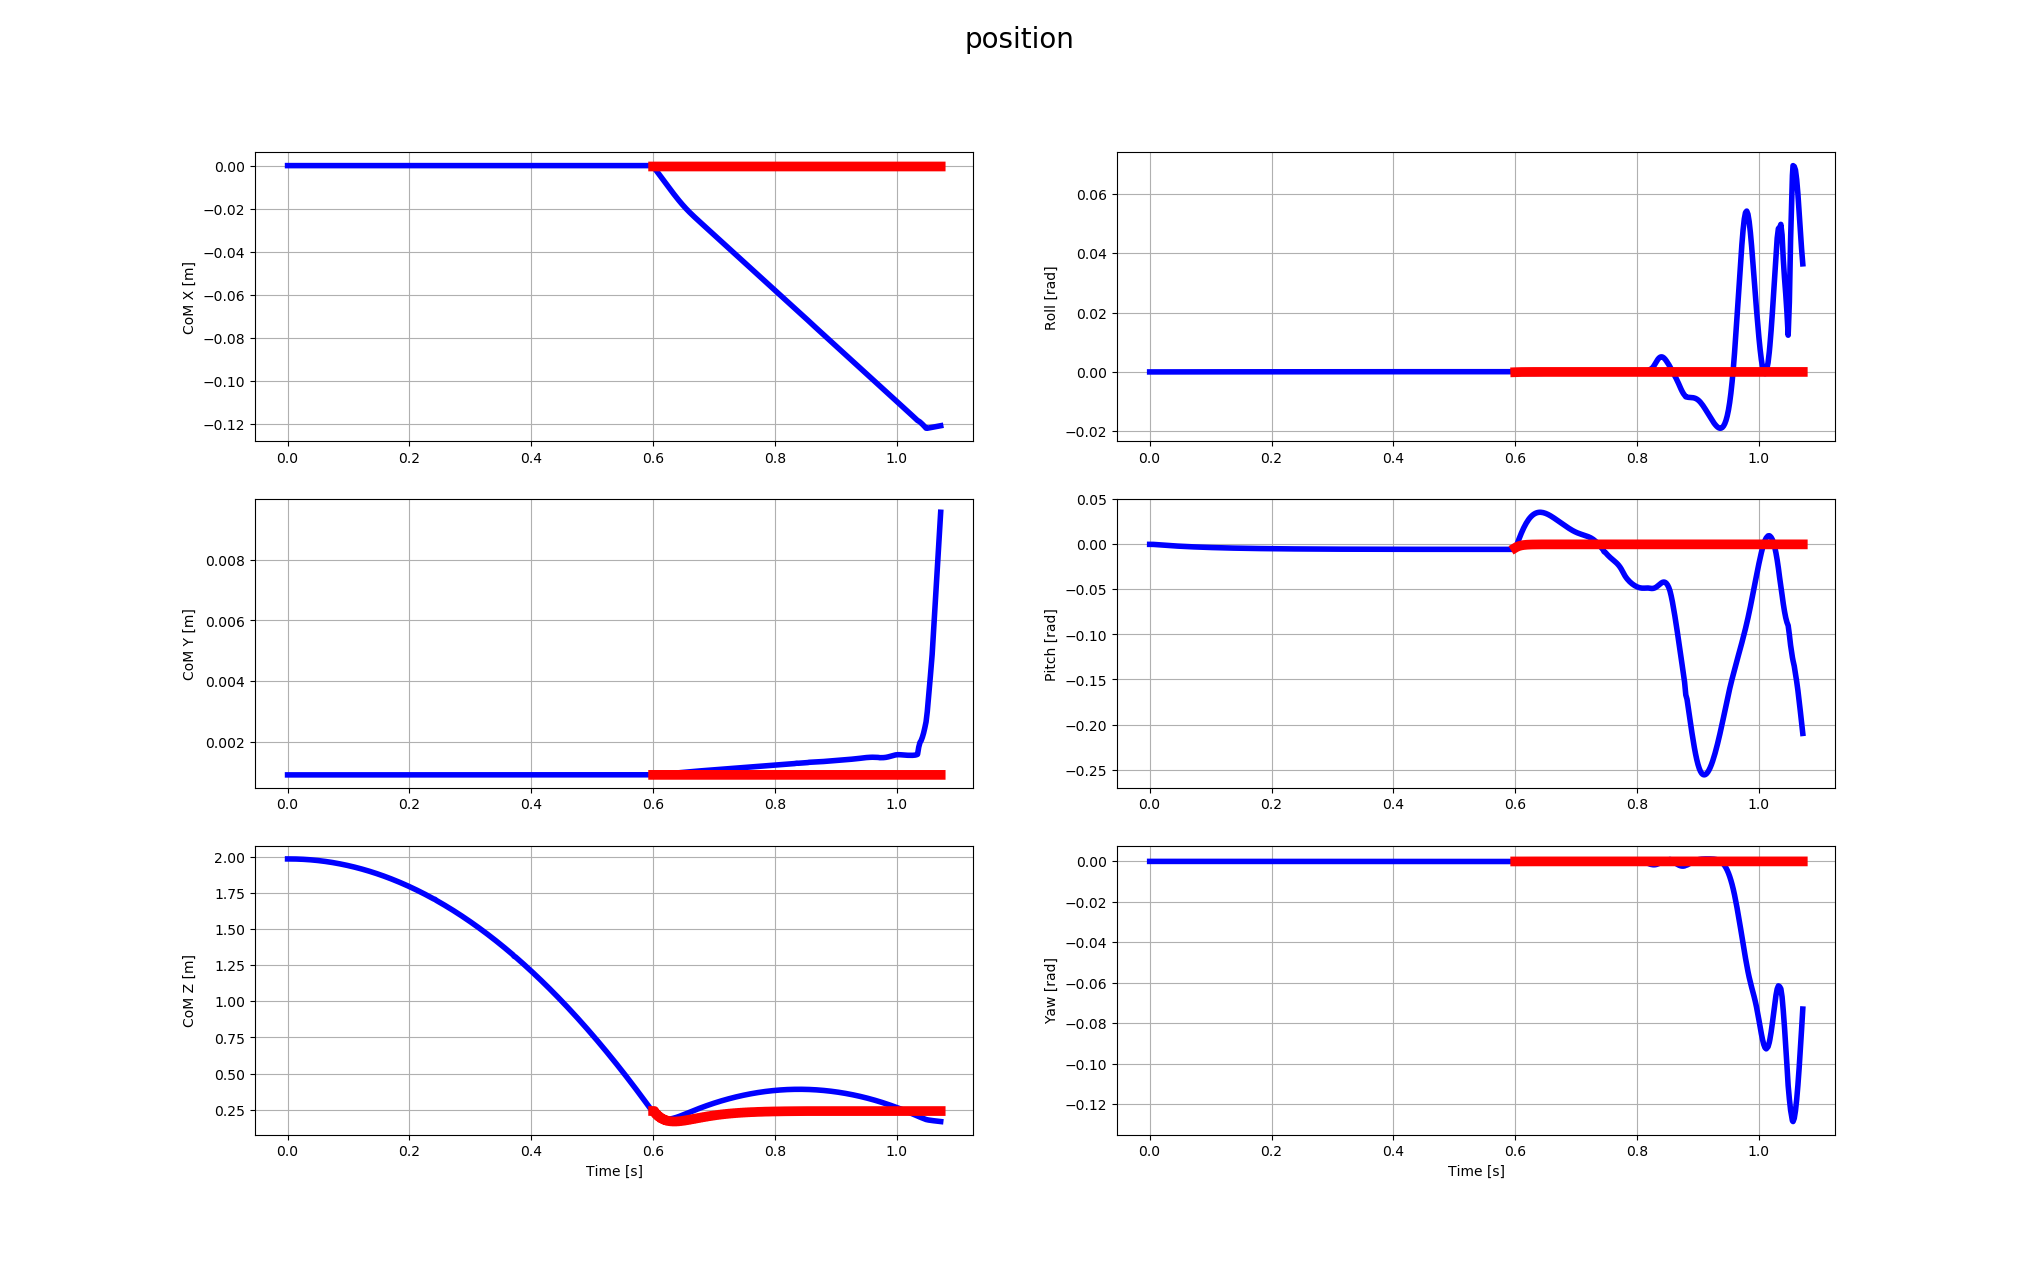 position
CoM X [m]
0.00
−0.02
−0.04
−0.06
−0.08
−0.10
−0.12
0.0 0.2 0.4 0.6 0.8 1.0
Roll [rad]
0.06
0.04
0.02
0.00
−0.02
0.0 0.2 0.4 0.6 0.8 1.0
CoM Y [m]
0.008
0.006
0.004
0.002
0.0 0.2 0.4 0.6 0.8 1.0
Pitch [rad]
0.05
0.00
−0.05
−0.10
−0.15
−0.20
−0.25
0.0 0.2 0.4 0.6 0.8 1.0
CoM Z [m]
2.00
1.75
1.50
1.25
1.00
0.75
0.50
0.25
0.0 0.2 0.4 0.6 0.8 1.0
Time [s]
Yaw [rad]
0.00
−0.02
−0.04
−0.06
−0.08
−0.10
−0.12
0.0 0.2 0.4 0.6 0.8 1.0
Time [s]